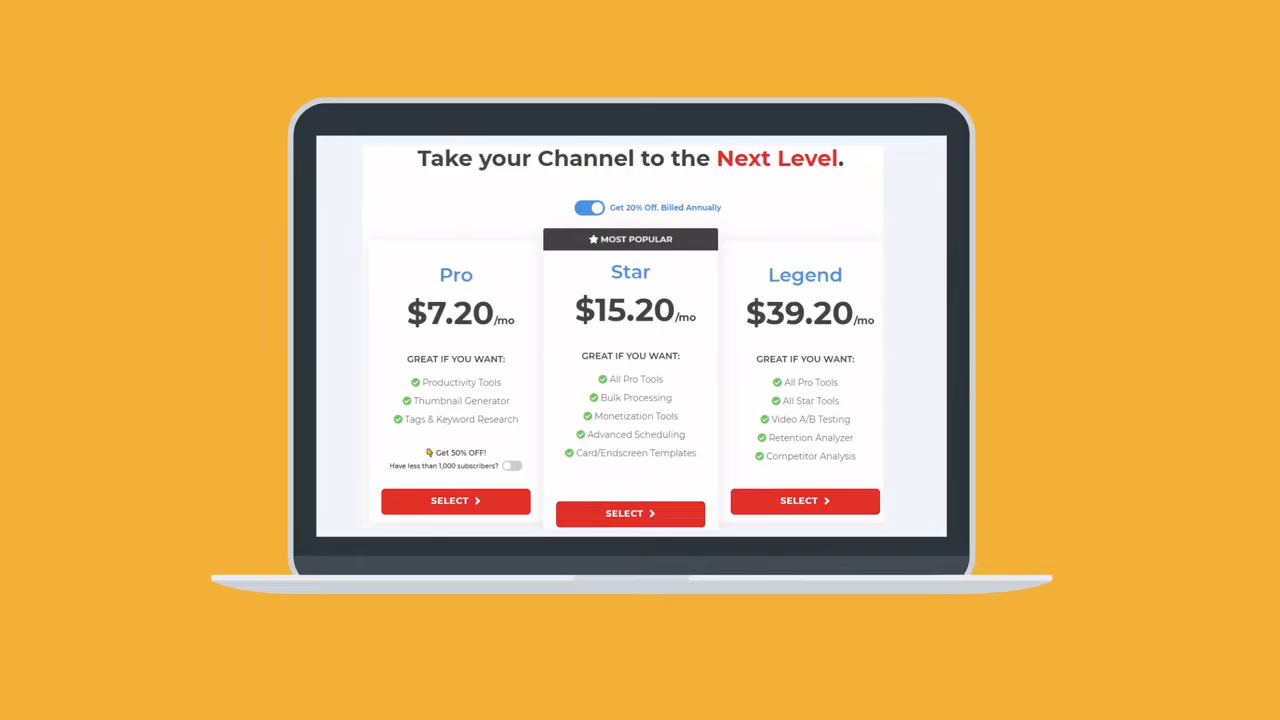 Take your Channel to the Next Level.
Get 20% Off. Billed Annually
MOST POPULAR
Pro
$7.20/mo
GREAT IF YOU WANT:
Productivity Tools
Thumbnail Generator
Tags & Keyword Research
Get 50% OFF!
Have less than 1,000 subscribers?
SELECT
Star
$15.20/mo
GREAT IF YOU WANT:
All Pro Tools
Bulk Processing
Monetization Tools
Advanced Scheduling
Card/Endscreen Templates
SELECT
Legend
$39.20/mo
GREAT IF YOU WANT:
All Pro Tools
All Star Tools
Video A/B Testing
Retention Analyzer
Competitor Analysis
SELECT